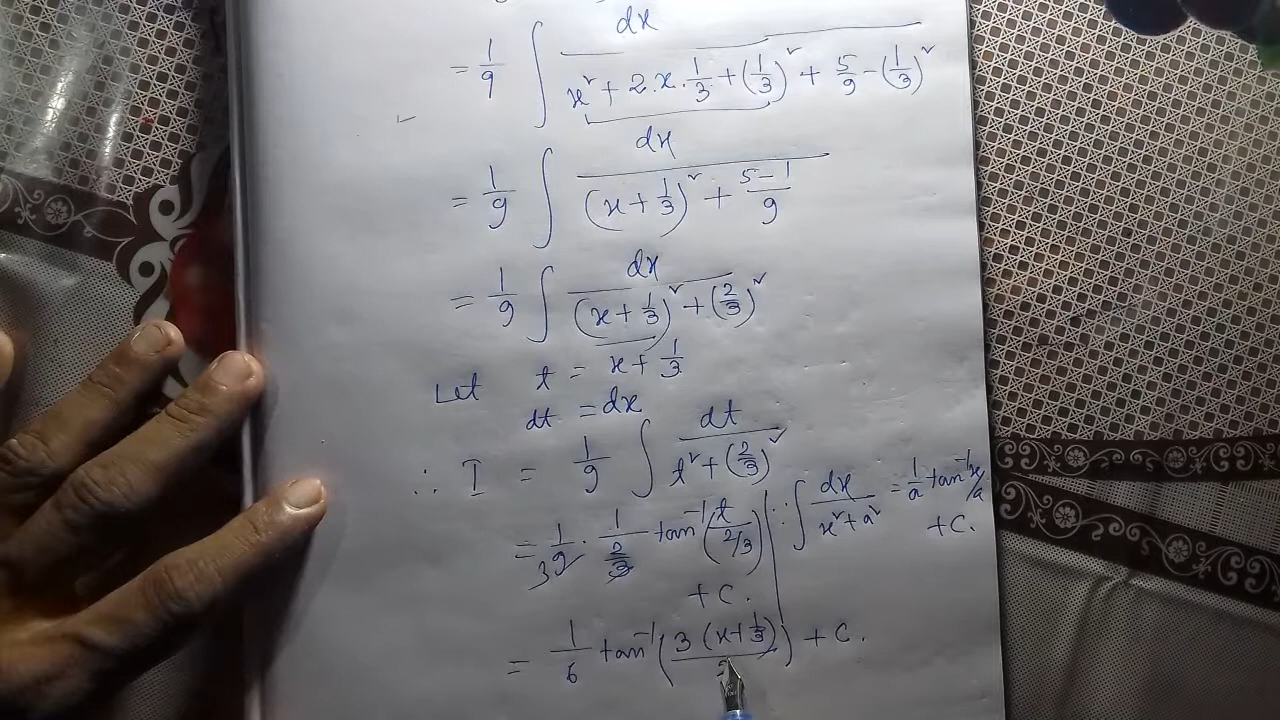 dx
= 1/9 ∫ ―――
x² + 2.x.1/3 + (1/3)² + 5/9 - (1/3)²
dx
= 1/9 ∫ ―――
(x + 1/3)² + (5-1)/9
dx
= 1/9 ∫ ―――
(x + 1/3)² + (2/3)²
Let t = x + 1/3
dt = dx
∴ I = 1/9 ∫ dt/(t² + (2/3)²)
= 1/9 · 1/(2/3) tan⁻¹(t/(2/3)) | ∵ ∫ dx/(x² + a²) = 1/a tan⁻¹ x/a
3
+ C. + C.
= 1/6 tan⁻¹(3(x + 1/3)/2) + C.